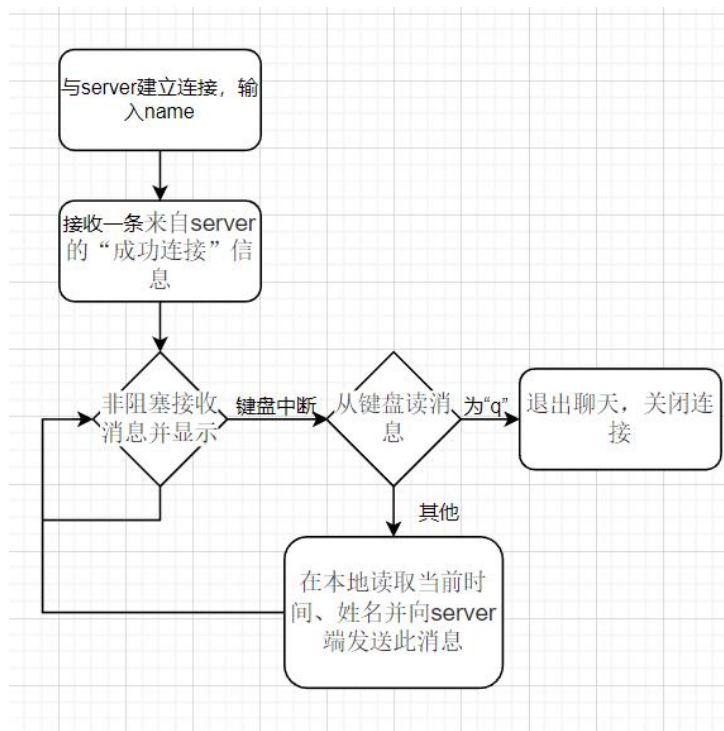 与server建立连接，输
入name
接收一条来自server
的“成功连接”信
息
非阻塞接收
消息并显示
键盘中断
从键盘读消
息
为“q”
退出聊天，关闭连
接
其他
在本地读取当前时
间、姓名并向server
端发送此消息